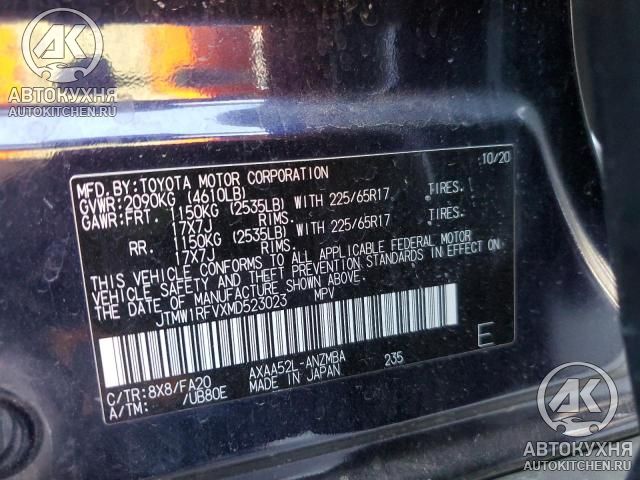 АК
АВТОКУХНЯ
AUTOKITCHEN.RU
10/20
MFD. BY:TOYOTA MOTOR CORPORATION
GVWR:2090KG (4610LB)
GAWR:FRT. 1150KG (2535LB) WITH 225/65R17 TIRES.
17X7J RIMS.
RR. 1150KG (2535LB) WITH 225/65R17 TIRES.
17X7J RIMS.
THIS VEHICLE CONFORMS TO ALL APPLICABLE FEDERAL MOTOR
VEHICLE SAFETY AND THEFT PREVENTION STANDARDS IN EFFECT ON
THE DATE OF MANUFACTURE SHOWN ABOVE.
JTMW1RFVXMD523023 MPV
E
AXAA52L-ANZMBA 235
C/TR:8X8/FA20 MADE IN JAPAN
A/TM: /UB80E
АК
АВТОКУХНЯ
AUTOKITCHEN.RU